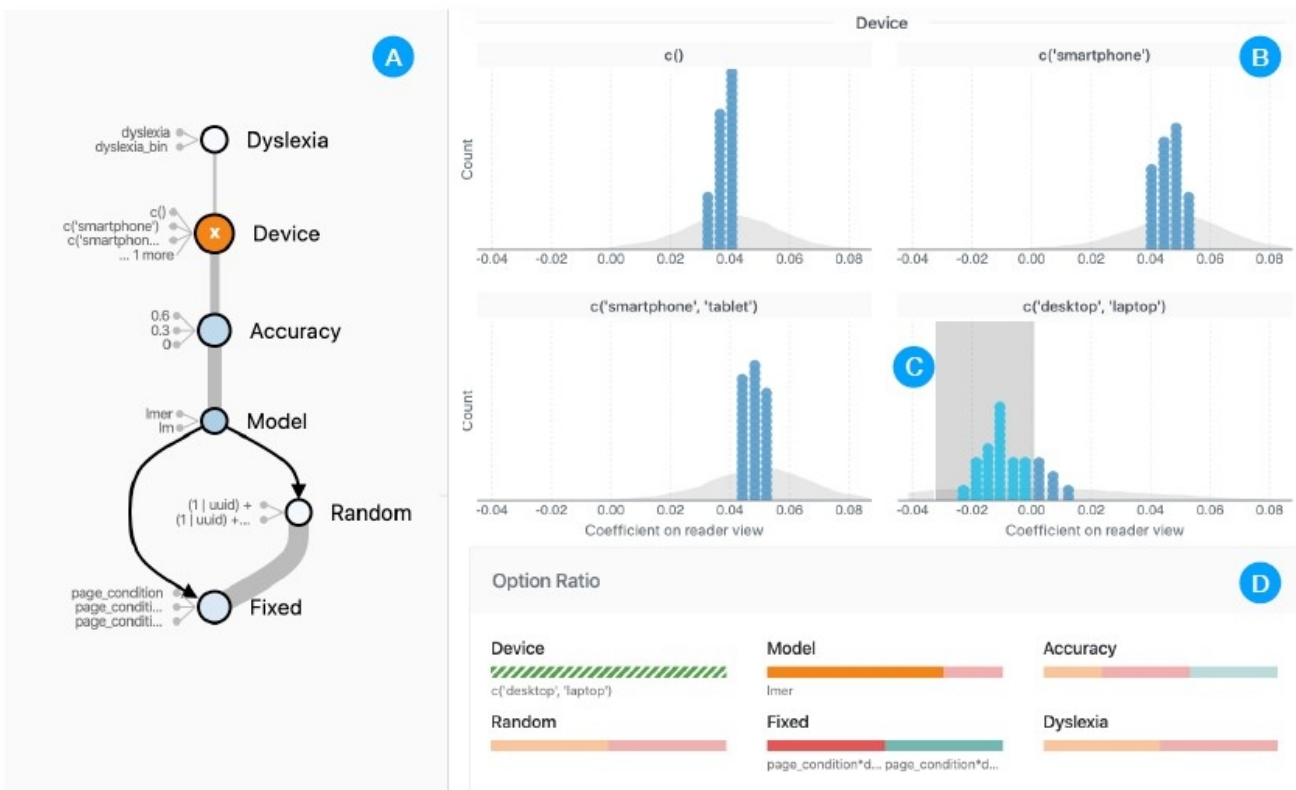 A
dyslexia
dyslexia_bin
Dyslexia
c()
c('smartphone')
c('smartphon...
... 1 more
x
Device
0.6
0.3
0
Accuracy
lmer
lm
Model
(1 | uuid) +
(1 | uuid) +...
Random
page_condition
page_conditi...
page_conditi...
Fixed
Device
B
c()
c('smartphone')
Count
-0.04 -0.02 0.00 0.02 0.04 0.06 0.08
-0.04 -0.02 0.00 0.02 0.04 0.06 0.08
c('smartphone', 'tablet')
c('desktop', 'laptop')
C
Count
-0.04 -0.02 0.00 0.02 0.04 0.06 0.08
-0.04 -0.02 0.00 0.02 0.04 0.06 0.08
Coefficient on reader view
Coefficient on reader view
Option Ratio
D
Device
Model
Accuracy
c('desktop', 'laptop')
lmer
Random
Fixed
Dyslexia
page_condition*d... page_condition*d...